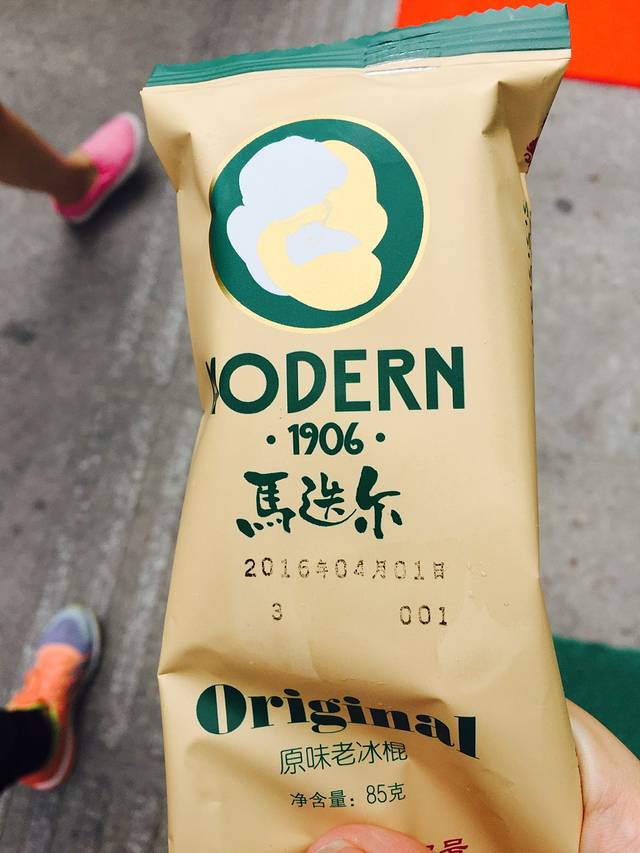 MODERN
·1906·
馬迭尔
2016年04月01日
3 001
Original
原味老冰棍
净含量：85克